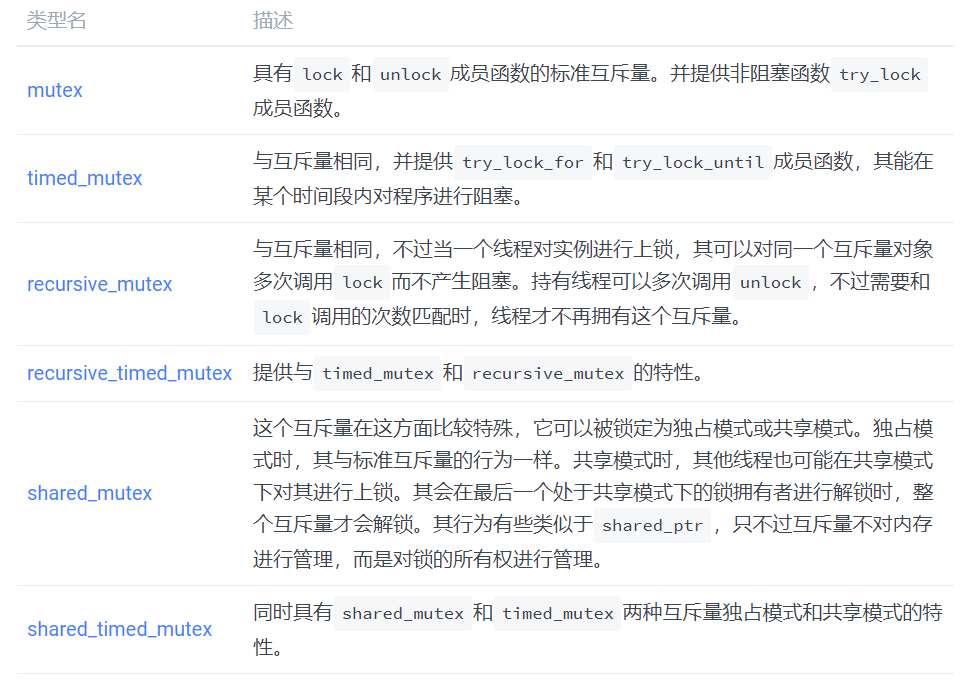 类型名 描述
具有 lock 和 unlock 成员函数的标准互斥量。并提供非阻塞函数 try_lock
mutex
成员函数。
与互斥量相同，并提供 try_lock_for 和 try_lock_until 成员函数，其能在
timed_mutex
某个时间段内对程序进行阻塞。
与互斥量相同，不过当一个线程对实例进行上锁，其可以对同一个互斥量对象
recursive_mutex 多次调用 lock 而不产生阻塞。持有线程可以多次调用 unlock ，不过需要和
lock 调用的次数匹配时，线程才不再拥有这个互斥量。
recursive_timed_mutex 提供与 timed_mutex 和 recursive_mutex 的特性。
这个互斥量在这方面比较特殊，它可以被锁定为独占模式或共享模式。独占模
式时，其与标准互斥量的行为一样。共享模式时，其他线程也可能在共享模式
shared_mutex 下对其进行上锁。其会在最后一个处于共享模式下的锁拥有者进行解锁时，整
个互斥量才会解锁。其行为有些类似于 shared_ptr ，只不过互斥量不对内存
进行管理，而是对锁的所有权进行管理。
同时具有 shared_mutex 和 timed_mutex 两种互斥量独占模式和共享模式的特
shared_timed_mutex
性。